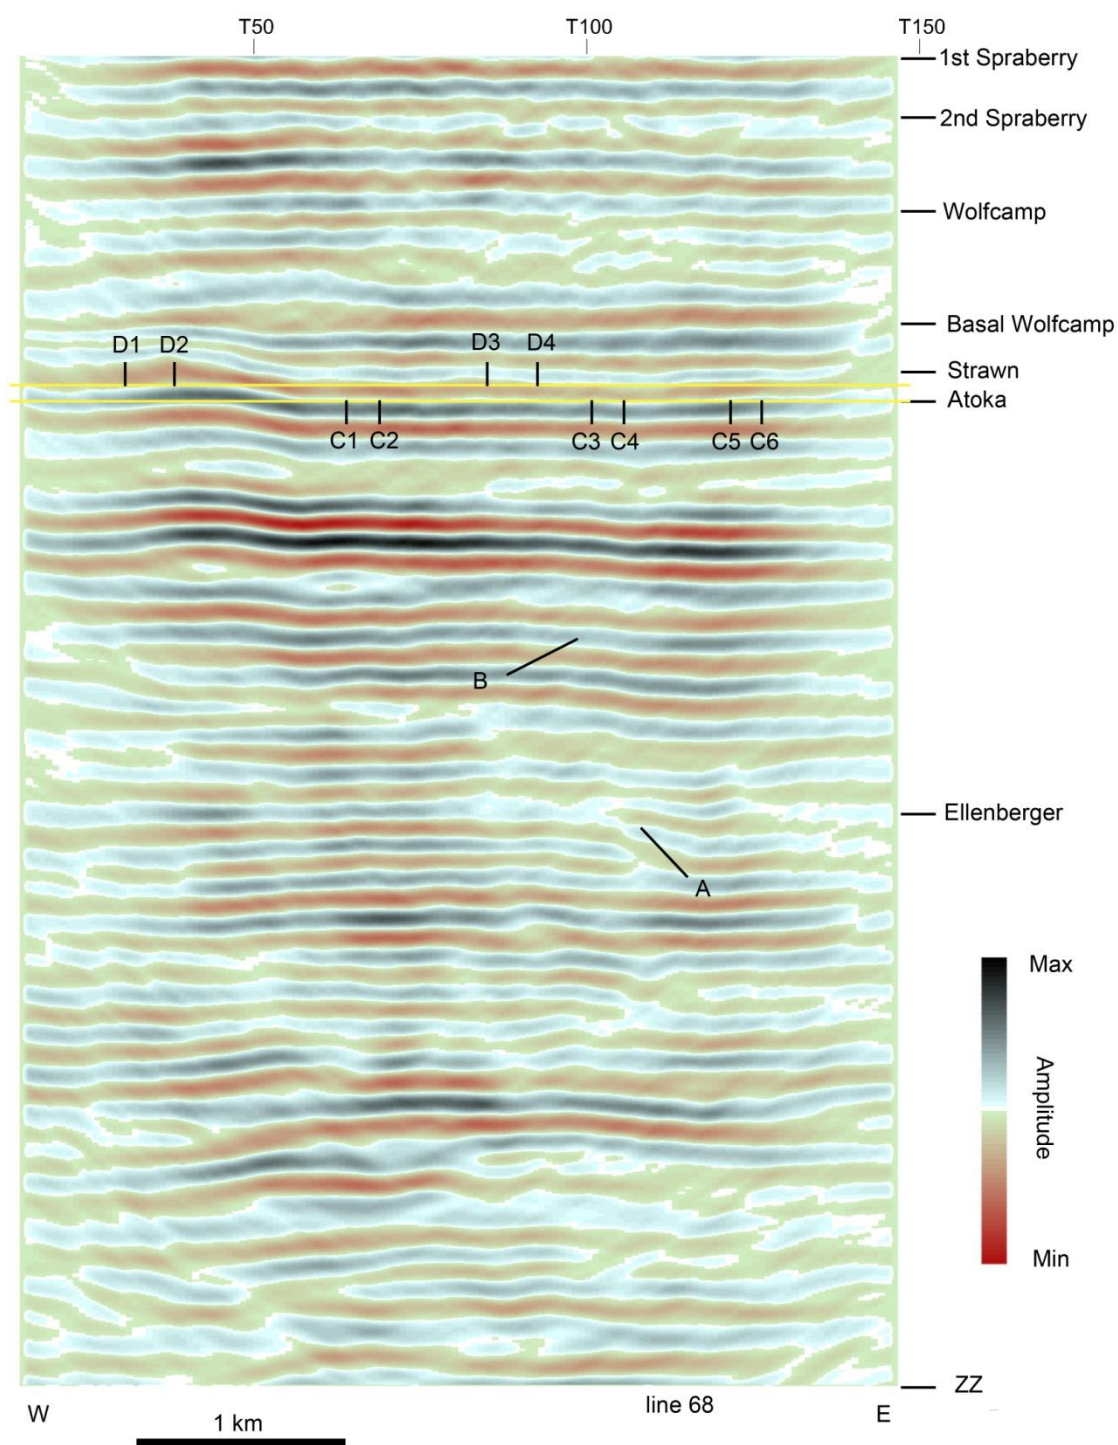 T50 T100 T150
1st Spraberry
2nd Spraberry
Wolfcamp
Basal Wolfcamp
D1 D2 D3 D4
Strawn
Atoka
C1 C2 C3 C4 C5 C6
B
Ellenberger
A
Max
Amplitude
Min
ZZ
line 68
W E
1 km